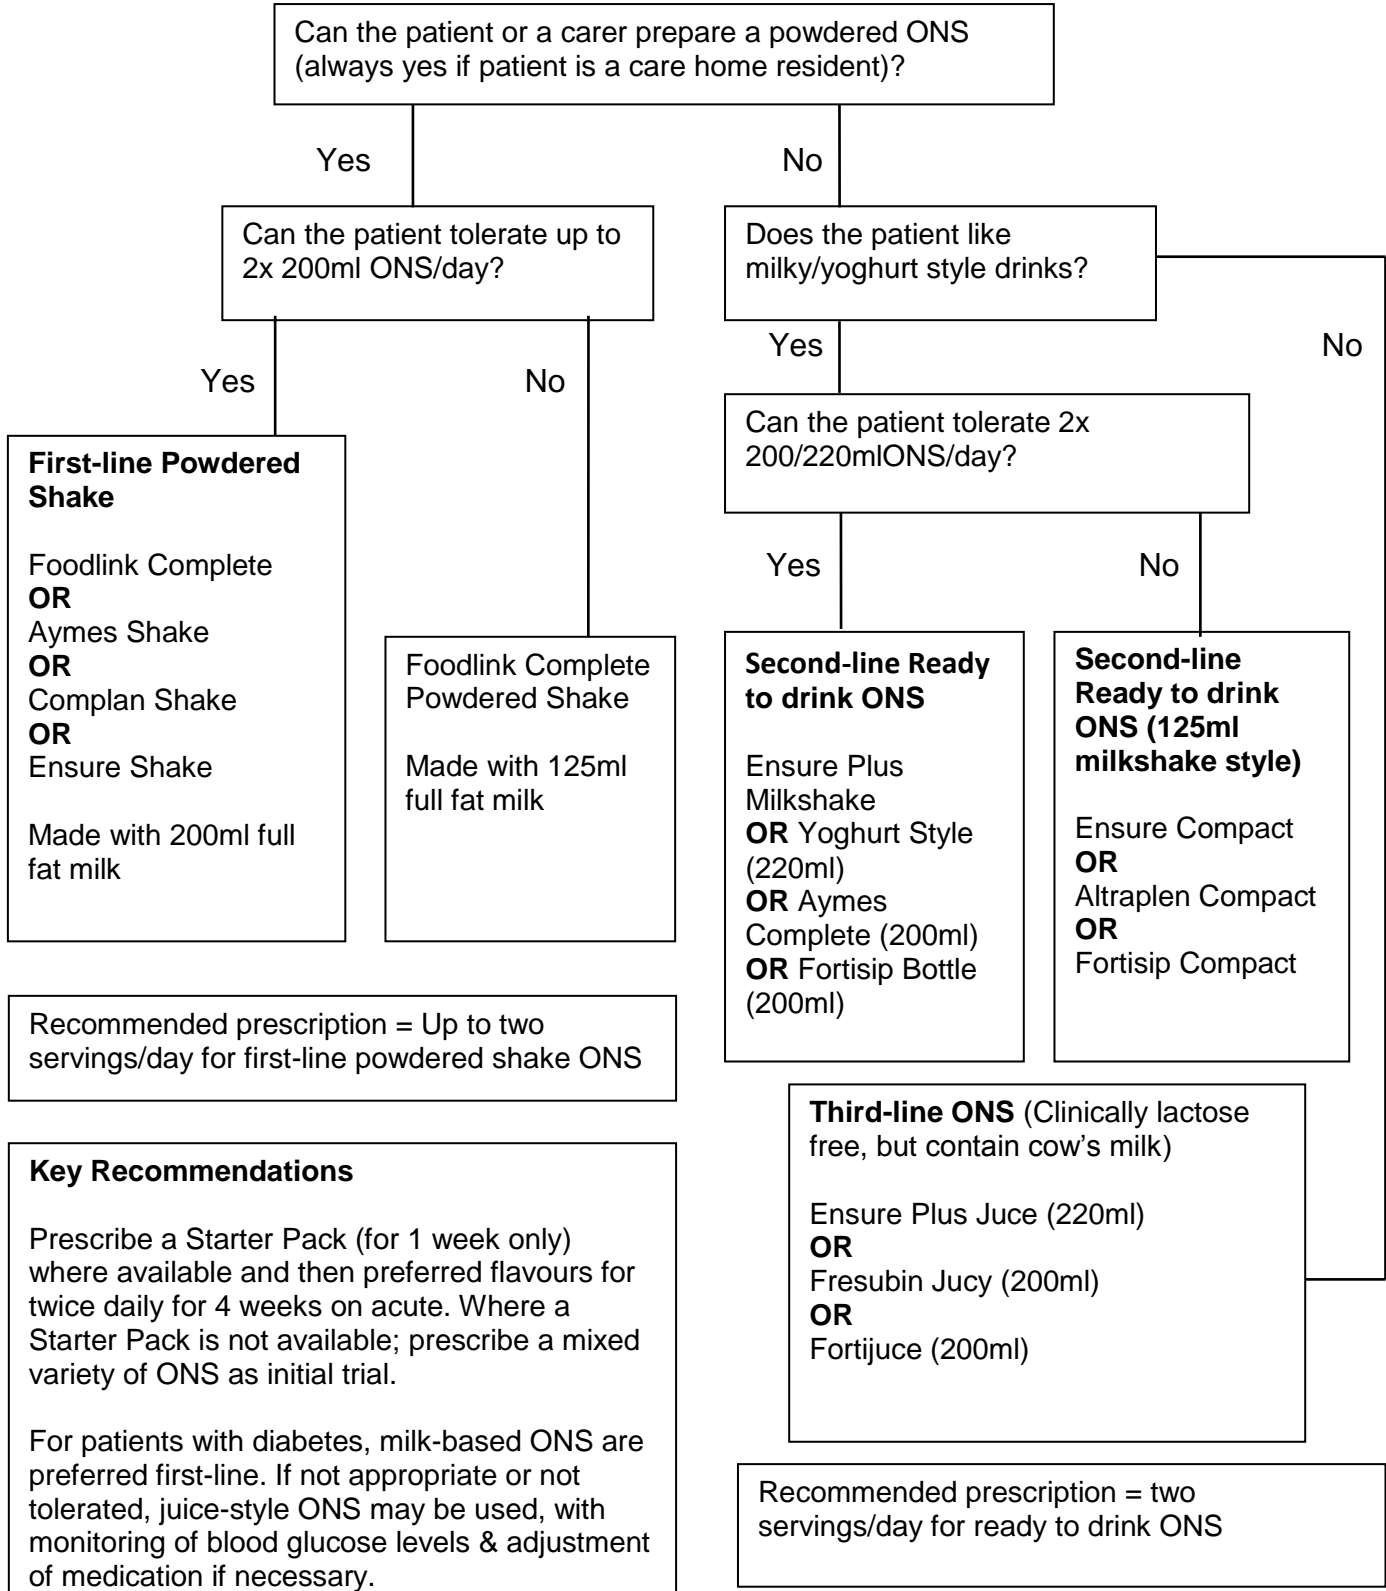 Can the patient or a carer prepare a powdered ONS
(always yes if patient is a care home resident)?
Yes
No
Can the patient tolerate up to
2x 200ml ONS/day?
Does the patient like
milky/yoghurt style drinks?
Yes
No
Yes
No
Can the patient tolerate 2x
200/220mlONS/day?
First-line Powdered
Shake
Foodlink Complete
OR
Aymes Shake
OR
Complan Shake
OR
Ensure Shake
Made with 200ml full
fat milk
Foodlink Complete
Powdered Shake
Made with 125ml
full fat milk
Yes
No
Second-line Ready
to drink ONS
Ensure Plus
Milkshake
OR Yoghurt Style
(220ml)
OR Aymes
Complete (200ml)
OR Fortisip Bottle
(200ml)
Second-line
Ready to drink
ONS (125ml
milkshake style)
Ensure Compact
OR
Altraplen Compact
OR
Fortisip Compact
Recommended prescription = Up to two
servings/day for first-line powdered shake ONS
Third-line ONS (Clinically lactose
free, but contain cow's milk)
Ensure Plus Juce (220ml)
OR
Fresubin Jucy (200ml)
OR
Fortijuce (200ml)
Key Recommendations
Prescribe a Starter Pack (for 1 week only)
where available and then preferred flavours for
twice daily for 4 weeks on acute. Where a
Starter Pack is not available; prescribe a mixed
variety of ONS as initial trial.
For patients with diabetes, milk-based ONS are
preferred first-line. If not appropriate or not
tolerated, juice-style ONS may be used, with
monitoring of blood glucose levels & adjustment
of medication if necessary.
Recommended prescription = two
servings/day for ready to drink ONS